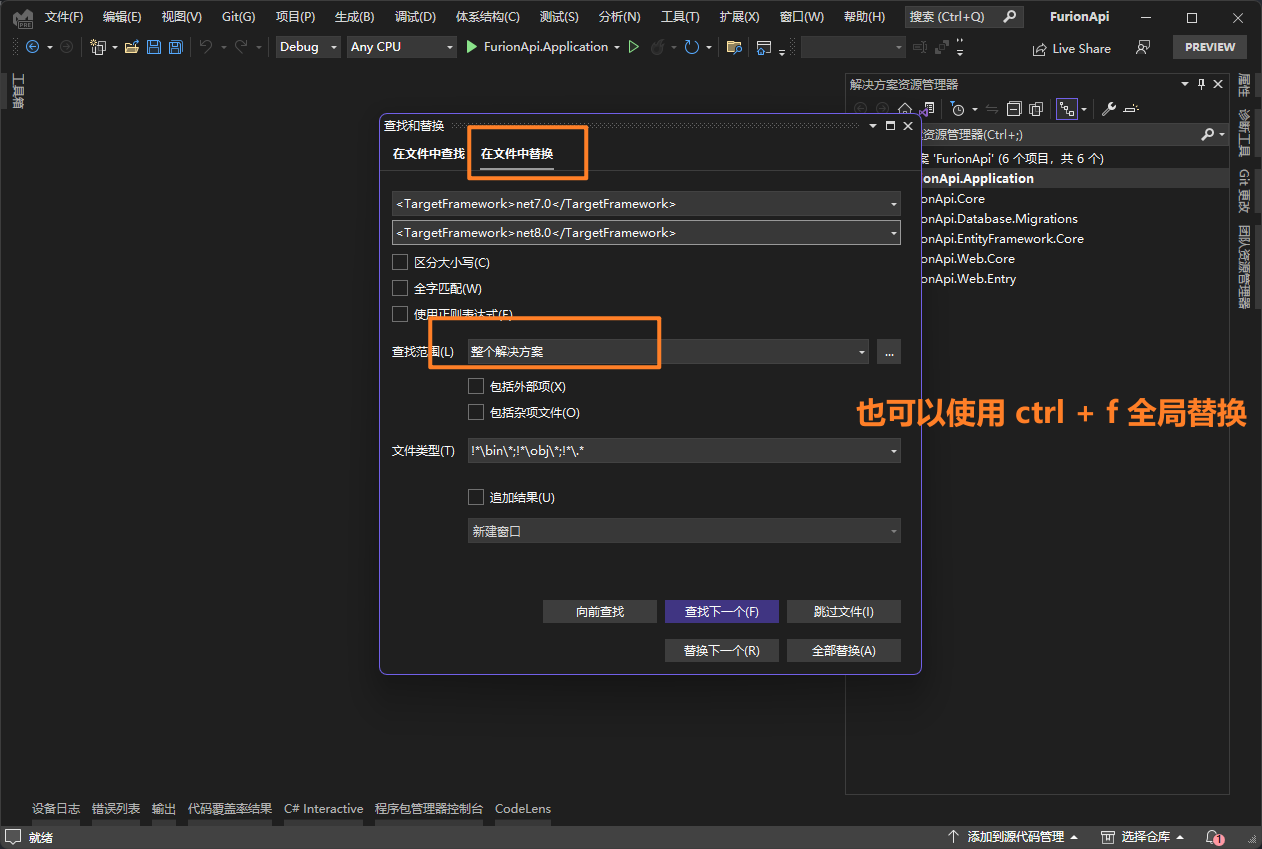 文件(F) 编辑(E) 视图(V) Git(G) 项目(P) 生成(B) 调试(D) 体系结构(C) 测试(S) 分析(N) 工具(T) 扩展(X) 窗口(W) 帮助(H) 搜索 (Ctrl+Q) FurionApi
Debug Any CPU FurionApi.Application Live Share PREVIEW
工具箱
解决方案资源管理器
资源管理器(Ctrl+;)
案 'FurionApi' (6 个项目，共 6 个)
onApi.Application
onApi.Core
onApi.Database.Migrations
onApi.EntityFramework.Core
onApi.Web.Core
onApi.Web.Entry
属性
诊断工具
Git 更改
团队资源管理器
查找和替换
在文件中查找 在文件中替换
<TargetFramework>net7.0</TargetFramework>
<TargetFramework>net8.0</TargetFramework>
区分大小写(C)
全字匹配(W)
使用正则表达式(E)
查找范围(L) 整个解决方案 ...
包括外部项(X)
包括杂项文件(O)
文件类型(T) !*\bin\*;!*\obj\*;!*\.*
追加结果(U)
新建窗口
向前查找 查找下一个(F) 跳过文件(I)
替换下一个(R) 全部替换(A)
也可以使用 ctrl + f 全局替换
设备日志 错误列表 输出 代码覆盖率结果 C# Interactive 程序包管理器控制台 CodeLens
就绪 添加到源代码管理 选择仓库 1